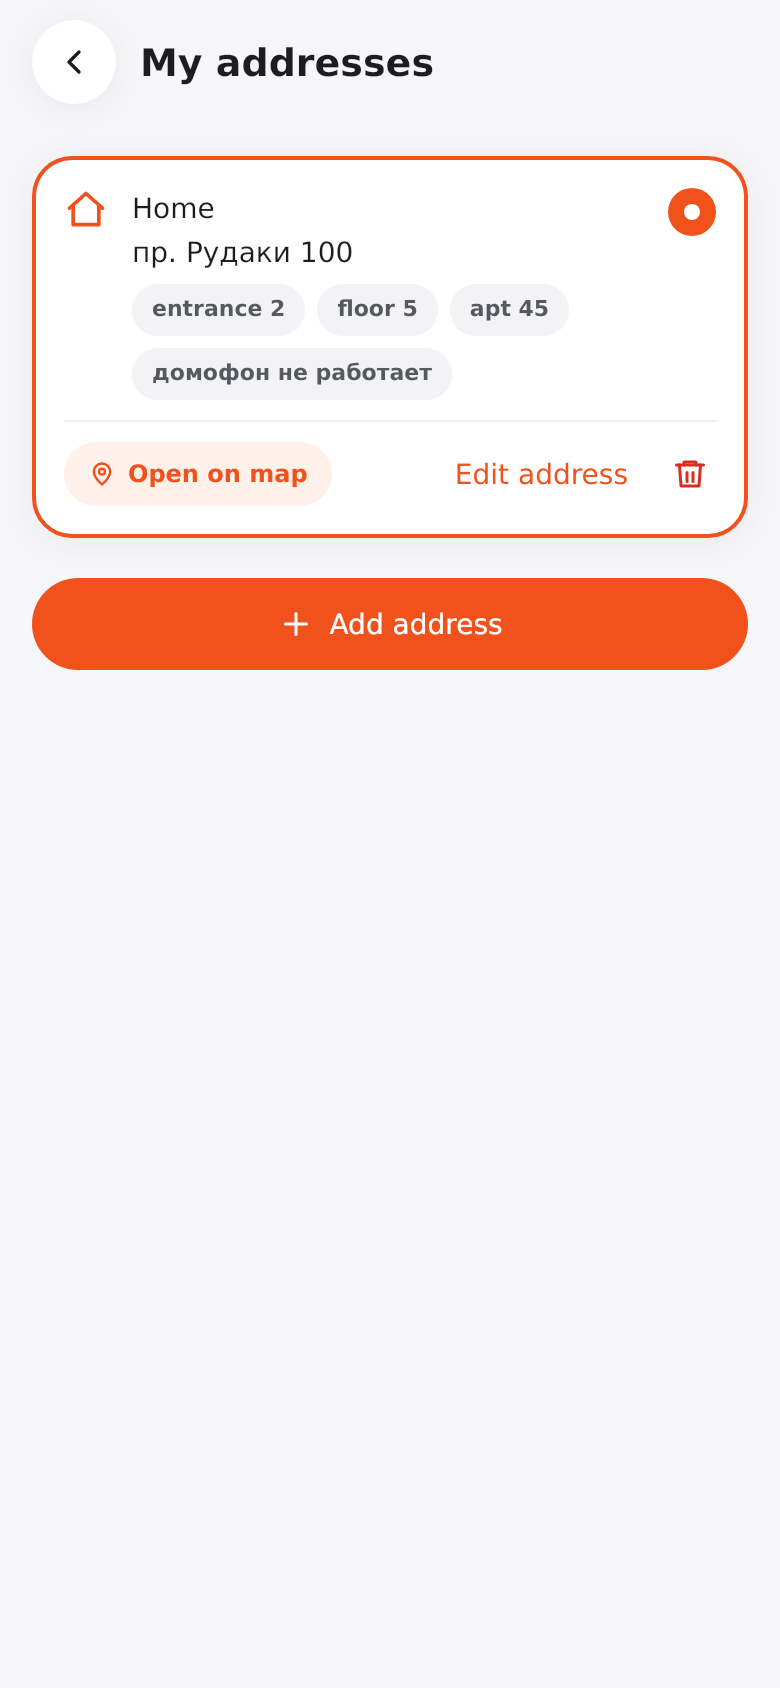 My addresses
Home
пр. Рудаки 100
entrance 2 floor 5 apt 45
домофон не работает
Open on map Edit address
Add address